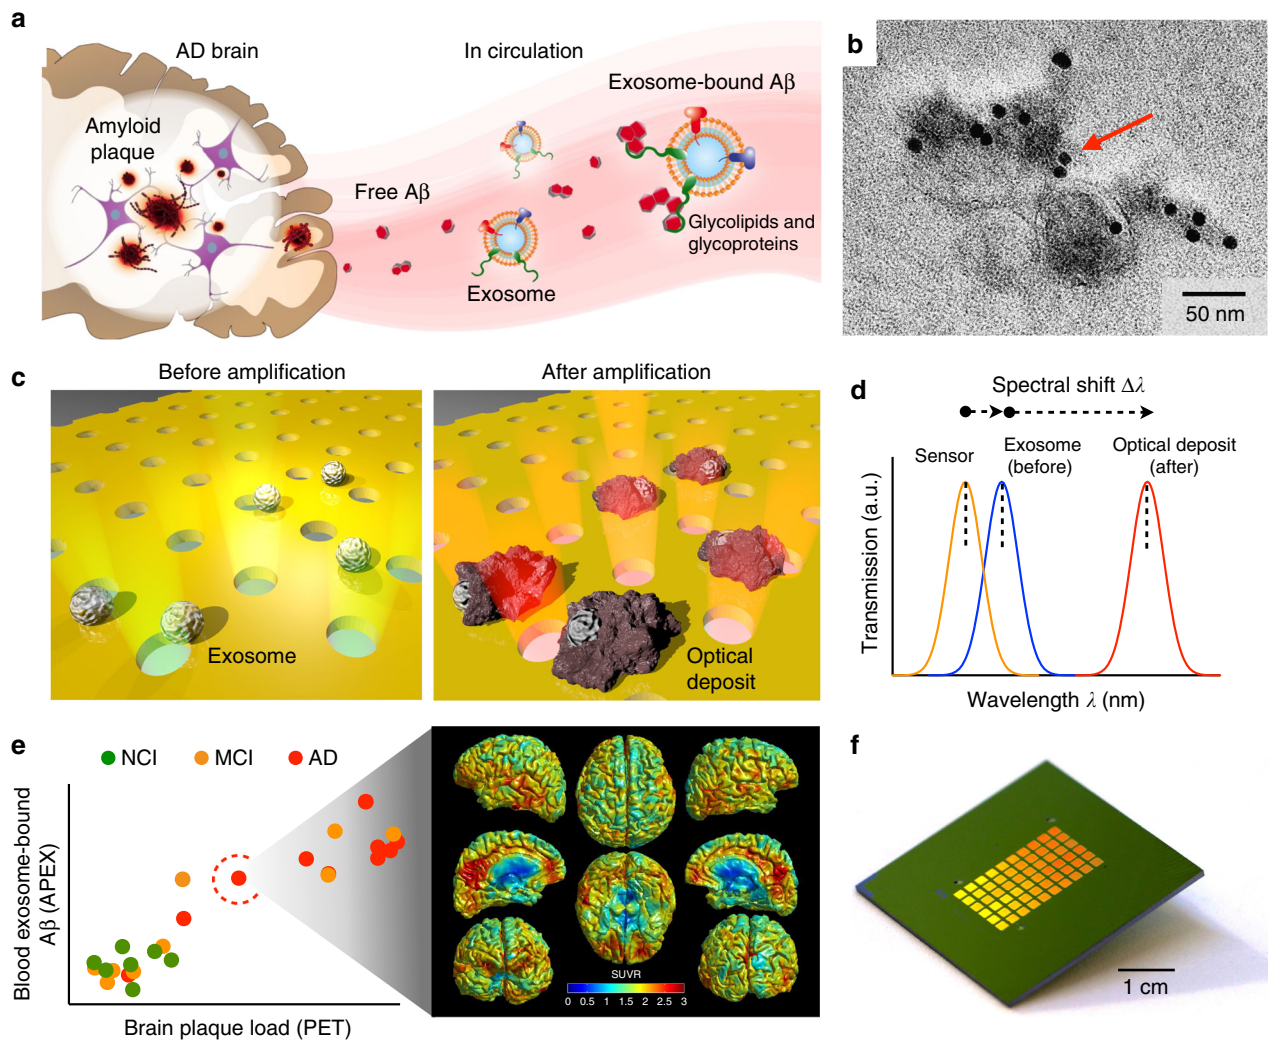 a
AD brain
In circulation
Exosome-bound Aβ
Amyloid
plaque
Free Aβ
Glycolipids and
glycoproteins
Exosome
b
50 nm
c
Before amplification
After amplification
Exosome
Optical
deposit
d
Spectral shift Δλ
Sensor
Exosome
(before)
Optical deposit
(after)
Transmission (a.u.)
Wavelength λ (nm)
e
NCI
MCI
AD
Blood exosome-bound
Aβ (APEX)
Brain plaque load (PET)
SUVR
0 0.5 1 1.5 2 2.5 3
f
1 cm